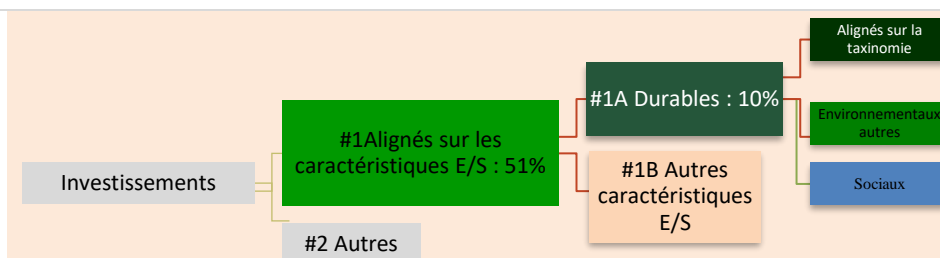 Alignés sur la
taxinomie
#1A Durables : 10%
Environnementaux
autres
#1Alignés sur les
caractéristiques E/S : 51%
#1B Autres
caractéristiques
E/S
Sociaux
Investissements
#2 Autres